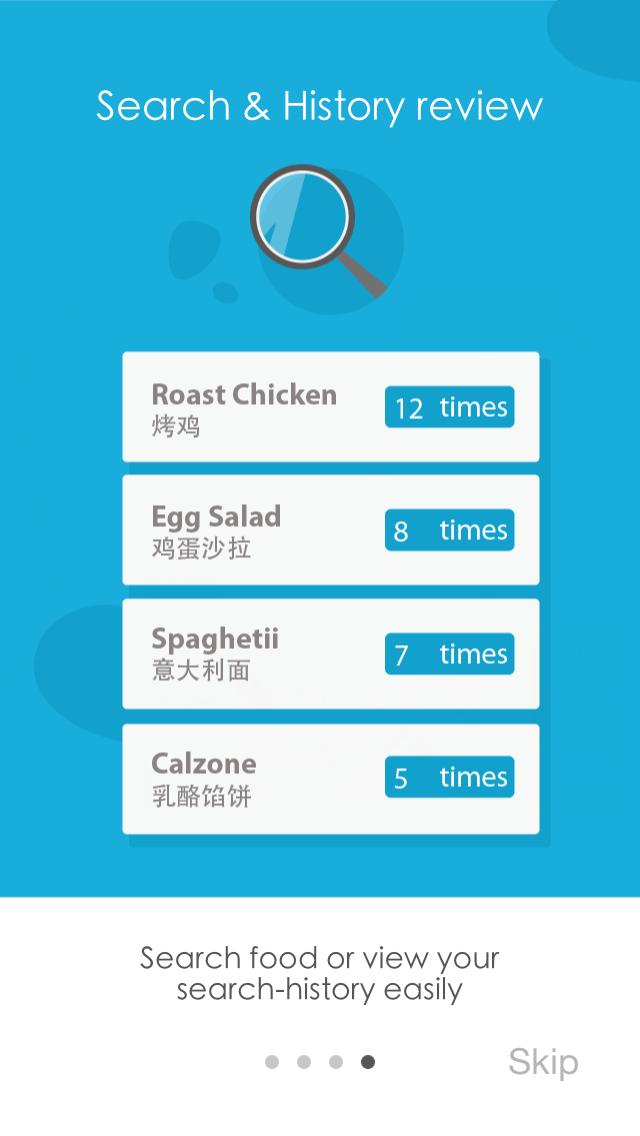 Search & History review
Roast Chicken
烤鸡
12 times
Egg Salad
鸡蛋沙拉
8 times
Spaghetii
意大利面
7 times
Calzone
乳酪馅饼
5 times
Search food or view your
search-history easily
Skip